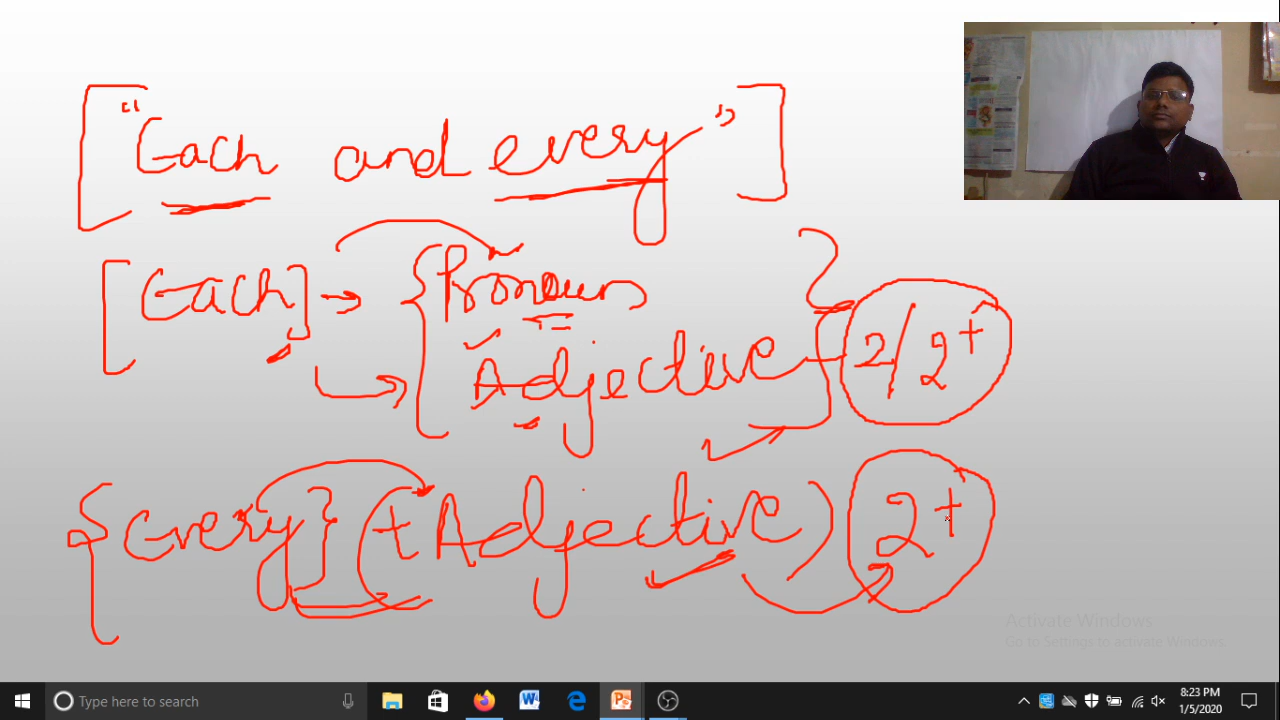 ["Each and every"]
[Each] → { Pronoun
Adjective } 2/2+
{Every} (+Adjective) 2+
Activate Windows
Go to Settings to activate Windows
Type here to search
8:23 PM
1/5/2020